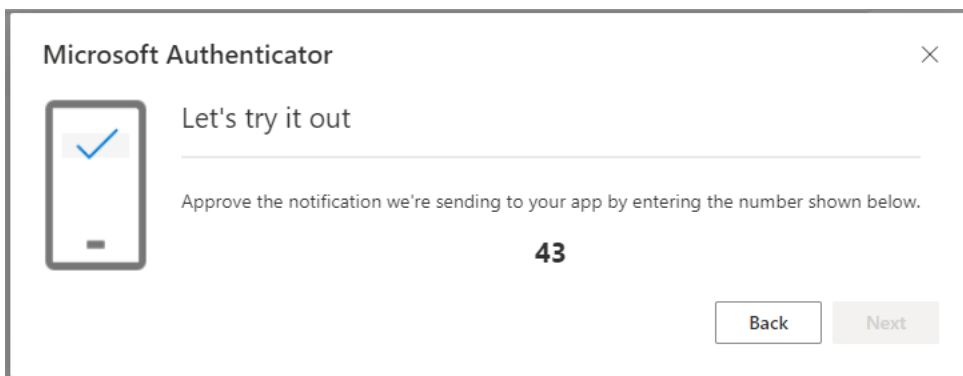 Microsoft Authenticator
Let's try it out
Approve the notification we're sending to your app by entering the number shown below.
43
Back
Next